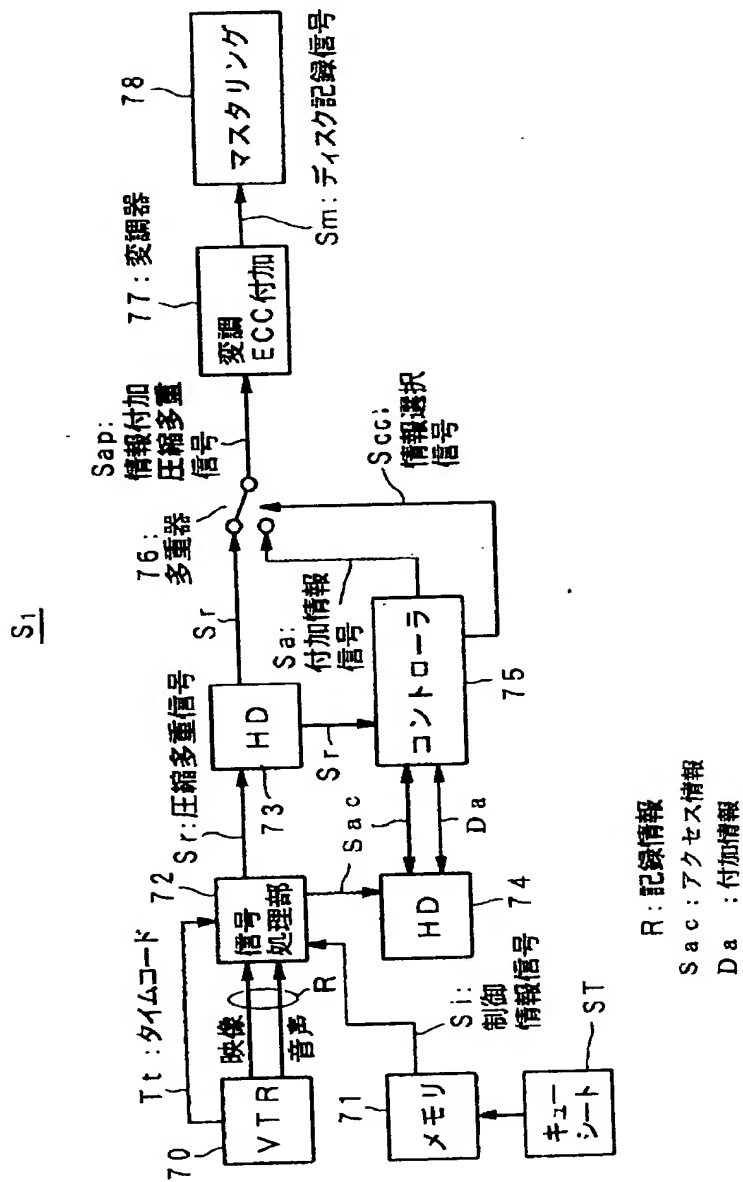 S1
Tt:タイムコード
70
VTR
映像
音声
R
72
信号
処理部
Sr:圧縮多重信号
HD
73
Sr
Sr
76:
多重器
Sap:
情報付加
圧縮多重
信号
77:変調器
変調
ECC付加
78
マスタリング
Sm:ディスク記録信号
Sa:
付加情報
信号
Scc:
情報選択
信号
コントローラ
75
Sac
Da
Sac
HD
74
71
メモリ
Si:
制御
情報信号
キュー
シート
ST
R:記録情報
Sac:アクセス情報
Da:付加情報